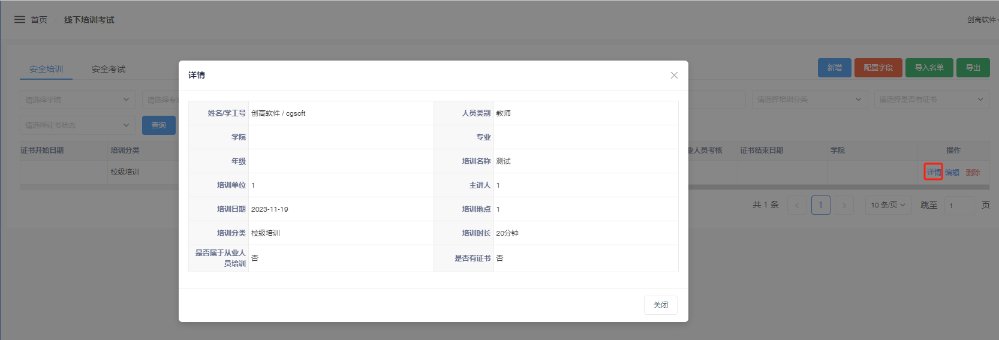 首页 / 线下培训考试
创高软件
安全培训 安全考试
新增 配置字段 导入名单 导出
请选择学院 请选择专 请选择培训分类 请选择是否有证书
请选择证书状态 查询
证书开始日期 培训分类 业人员考核 证书结束日期 学院 操作
校级培训 详情 编辑 删除
共 1 条 1 10 条/页 跳至 1 页
详情
姓名/学工号 创高软件 / cgsoft 人员类别 教师
学院 专业
年级 培训名称 测试
培训单位 1 主讲人 1
培训日期 2023-11-19 培训地点 1
培训分类 校级培训 培训时长 20分钟
是否属于从业人
员培训 否 是否有证书 否
关闭